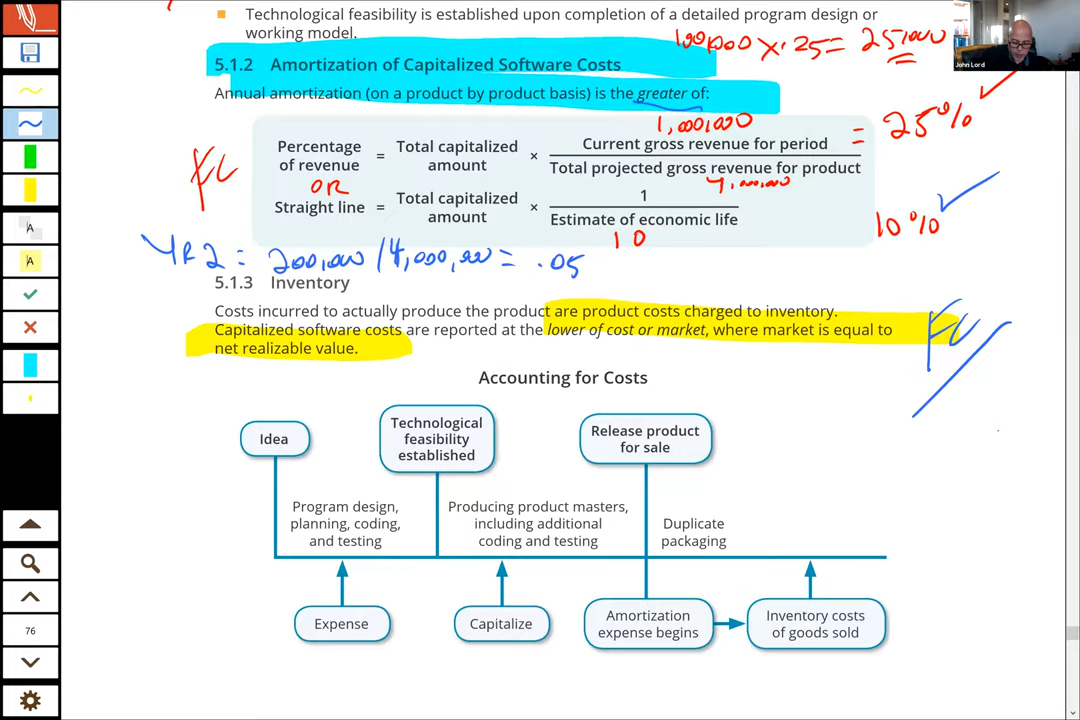 Technological feasibility is established upon completion of a detailed program design or
working model.
100,000 x .25 = 25,000
John Lord
5.1.2 Amortization of Capitalized Software Costs
Annual amortization (on a product by product basis) is the greater of:
1,000,000
Percentage of revenue = Total capitalized amount × Current gross revenue for period / Total projected gross revenue for product
= 25%
4,000,000
OR
Straight line = Total capitalized amount × 1 / Estimate of economic life
10
10%
YR 2 = 200,000 / 4,000,000 = .05
5.1.3 Inventory
Costs incurred to actually produce the product are product costs charged to inventory.
Capitalized software costs are reported at the lower of cost or market, where market is equal to
net realizable value.
Accounting for Costs
Idea
Technological
feasibility
established
Release product
for sale
Program design,
planning, coding,
and testing
Producing product masters,
including additional
coding and testing
Duplicate
packaging
Expense
Capitalize
Amortization
expense begins
Inventory costs
of goods sold
A
A
76